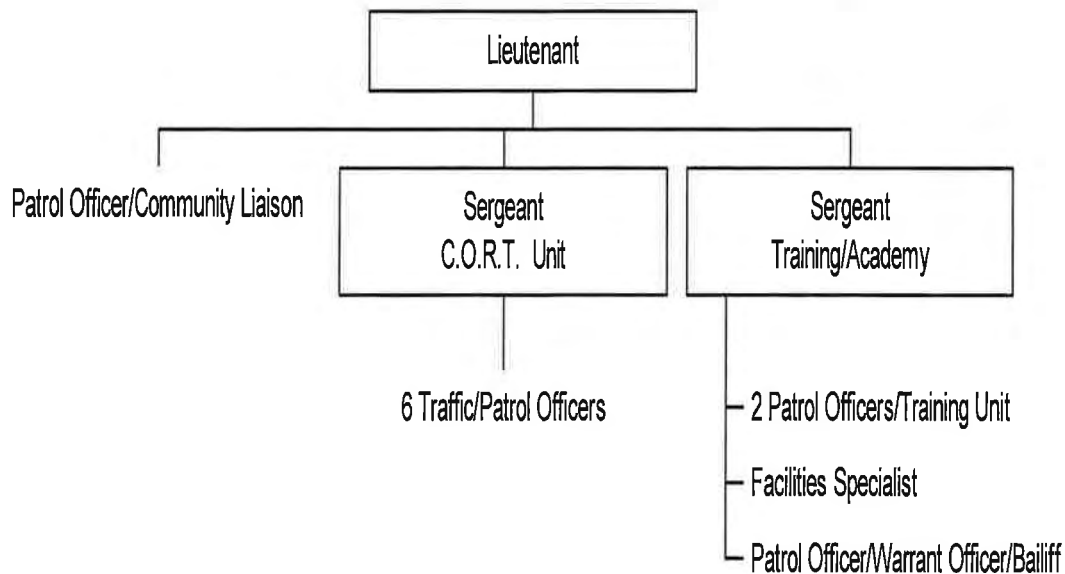 Lieutenant
Patrol Officer/Community Liaison
Sergeant
C.O.R.T. Unit
Sergeant
Training/Academy
6 Traffic/Patrol Officers
2 Patrol Officers/Training Unit
Facilities Specialist
Patrol Officer/Warrant Officer/Bailiff